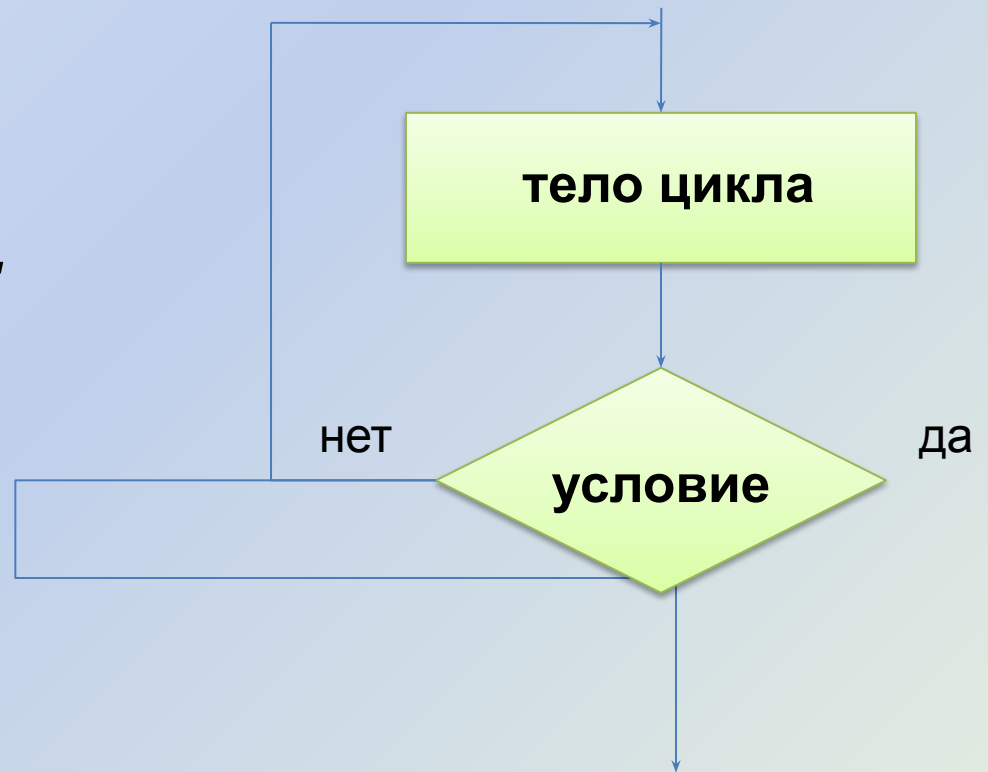 тело цикла
,
нет
да
условие